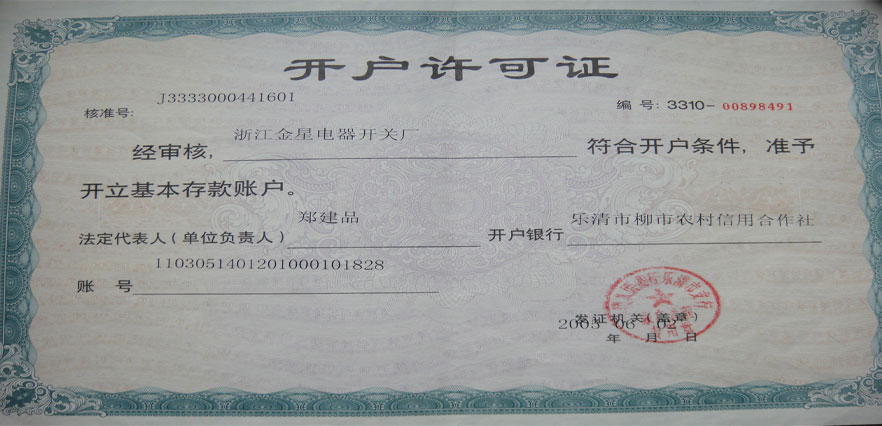 开户许可证
核准号: J3333000441601
编号: 3310-00898491
经审核, 浙江金星电器开关厂 符合开户条件, 准予
开立基本存款账户。
法定代表人(单位负责人) 郑建品 开户银行 乐清市柳市农村信用合作社
账 号 1103051401201000101828
发证机关(盖章)
2003 06 02
年 月 日